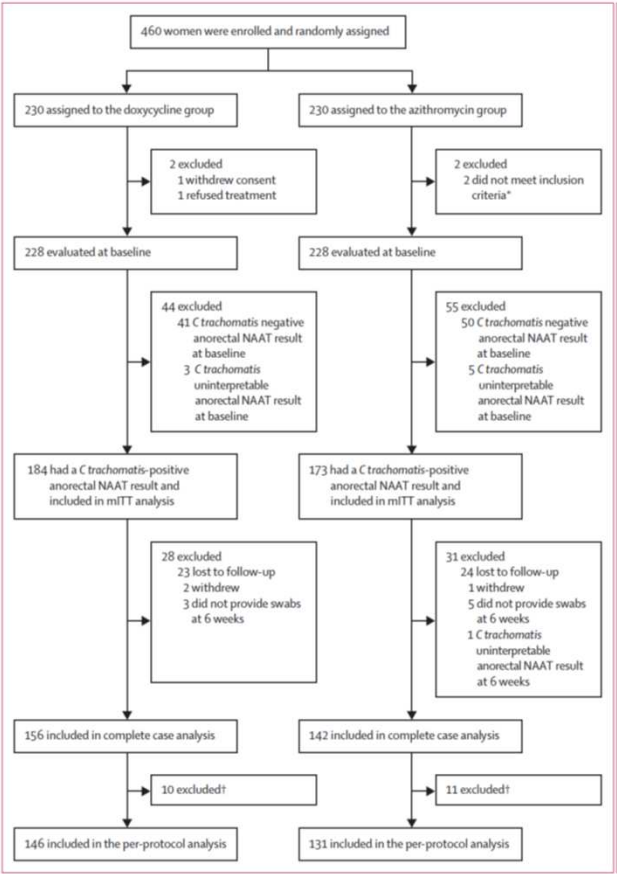 460 women were enrolled and randomly assigned
230 assigned to the doxycycline group
230 assigned to the azithromycin group
2 excluded
1 withdrew consent
1 refused treatment
2 excluded
2 did not meet inclusion
criteria*
228 evaluated at baseline
228 evaluated at baseline
44 excluded
41 C trachomatis negative
anorectal NAAT result
at baseline
3 C trachomatis
uninterpretable
anorectal NAAT result
at baseline
55 excluded
50 C trachomatis negative
anorectal NAAT result
at baseline
5 C trachomatis
uninterpretable
anorectal NAAT result
at baseline
184 had a C trachomatis-positive
anorectal NAAT result and
included in mITT analysis
173 had a C trachomatis-positive
anorectal NAAT result and
included in mITT analysis
28 excluded
23 lost to follow-up
2 withdrew
3 did not provide swabs
at 6 weeks
31 excluded
24 lost to follow-up
1 withdrew
5 did not provide swabs
at 6 weeks
1 C trachomatis
uninterpretable
anorectal NAAT result
at 6 weeks
156 included in complete case analysis
142 included in complete case analysis
10 excluded†
11 excluded†
146 included in the per-protocol analysis
131 included in the per-protocol analysis